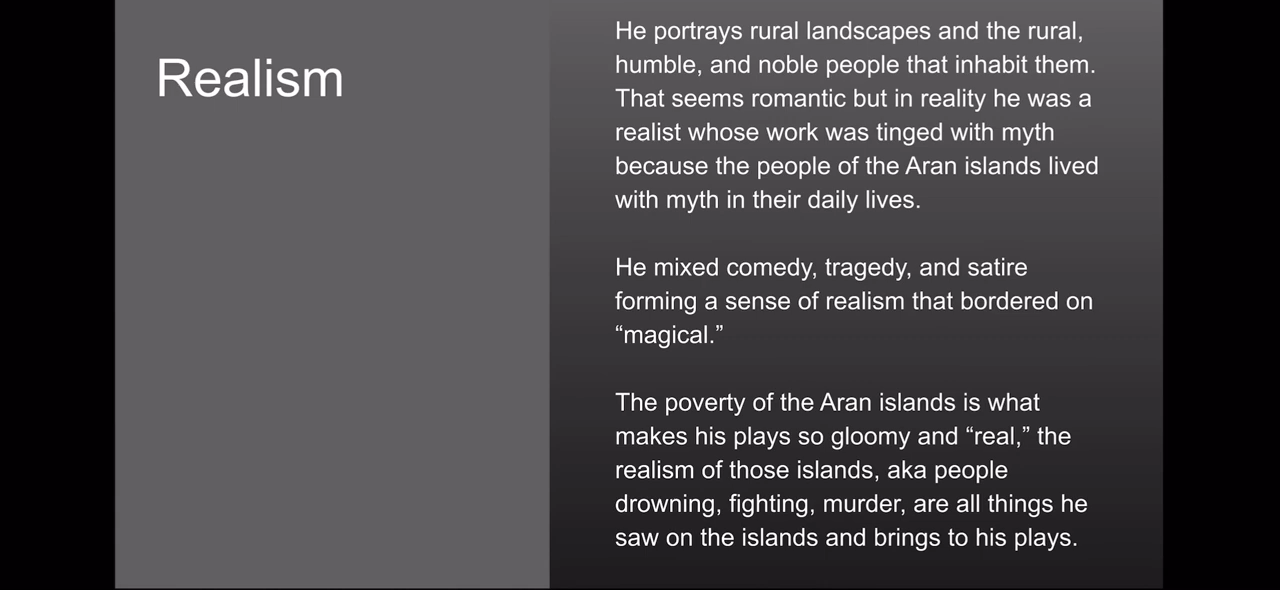 Realism
He portrays rural landscapes and the rural,
humble, and noble people that inhabit them.
That seems romantic but in reality he was a
realist whose work was tinged with myth
because the people of the Aran islands lived
with myth in their daily lives.
He mixed comedy, tragedy, and satire
forming a sense of realism that bordered on
“magical.”
The poverty of the Aran islands is what
makes his plays so gloomy and “real,” the
realism of those islands, aka people
drowning, fighting, murder, are all things he
saw on the islands and brings to his plays.